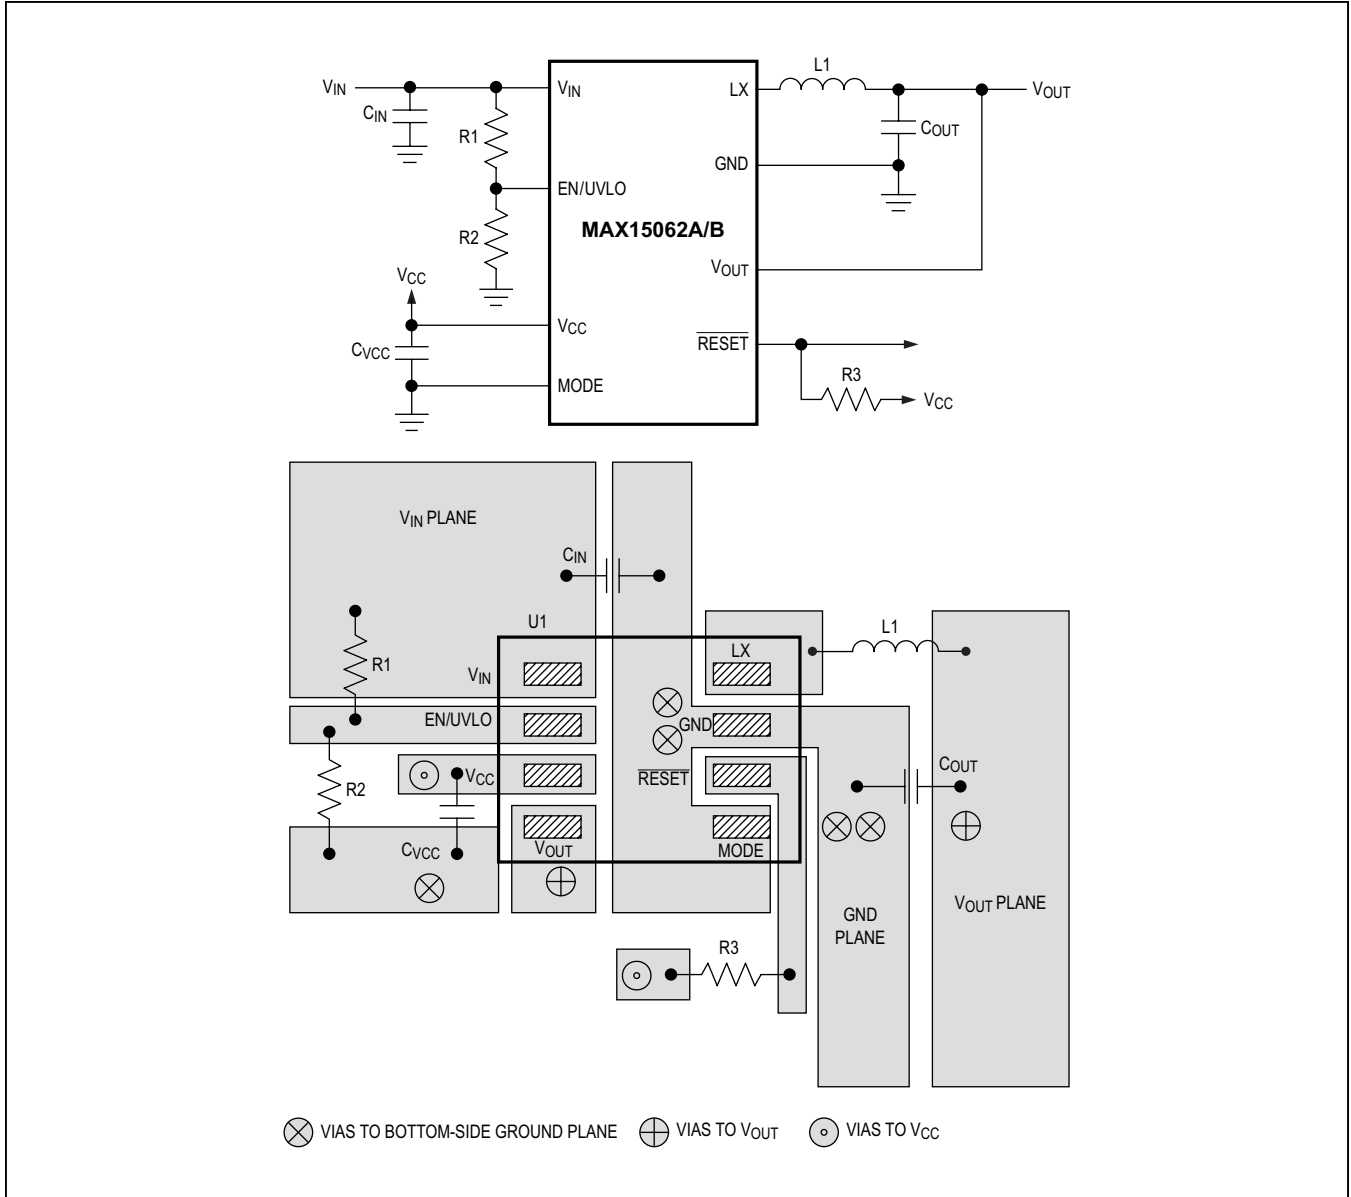 VIN
VIN
LX
L1
VOUT
CIN
R1
COUT
GND
EN/UVLO
MAX15062A/B
R2
VOUT
VCC
VCC
RESET
CVCC
R3
MODE
VCC
VIN PLANE
CIN
U1
L1
LX
R1
VIN
EN/UVLO
GND
COUT
VCC
RESET
R2
CVCC
VOUT
MODE
VOUT PLANE
GND
PLANE
R3
VIAS TO BOTTOM-SIDE GROUND PLANE
VIAS TO VOUT
VIAS TO VCC